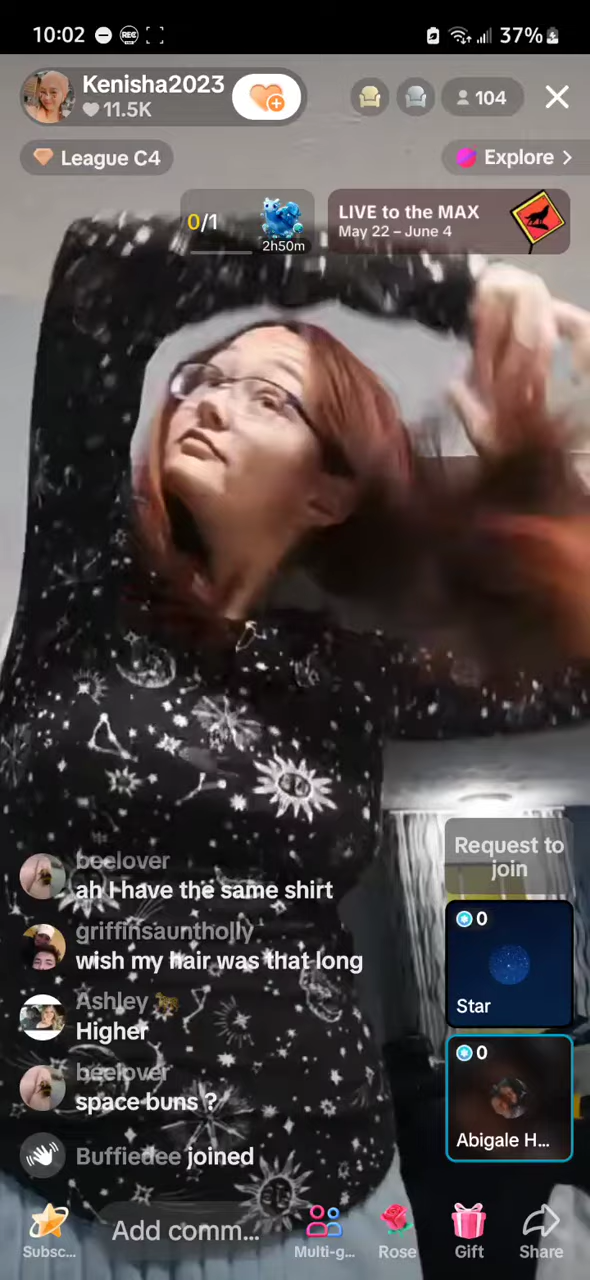 10:02
REC
37%
Kenisha2023
11.5K
104
League C4
Explore
0/1
2h50m
LIVE to the MAX
May 22 – June 4
Request to
join
beelover
ah I have the same shirt
griffinsauntholly
wish my hair was that long
0
Star
Ashley
Higher
0
beelover
space buns ?
Abigale H...
Buffiedee joined
Add comm...
Subsc...
Multi-g...
Rose
Gift
Share